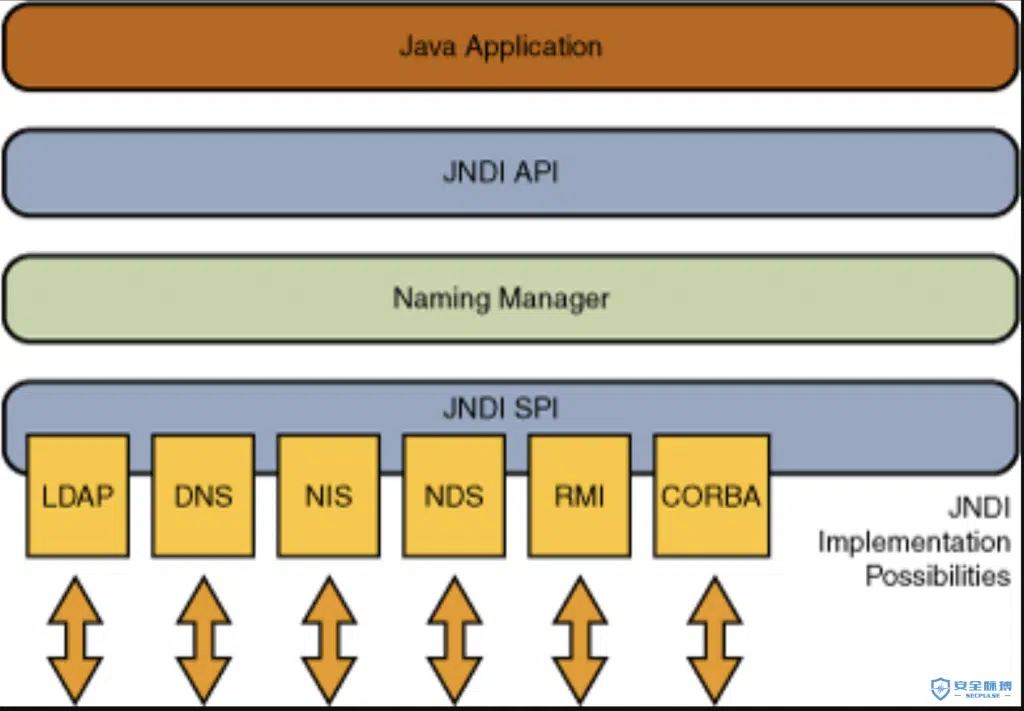 Java Application
JNDI API
Naming Manager
JNDI SPI
LDAP
DNS
NIS
NDS
RMI
CORBA
JNDI
Implementation
Possibilities
安全脉搏
SECPULSE